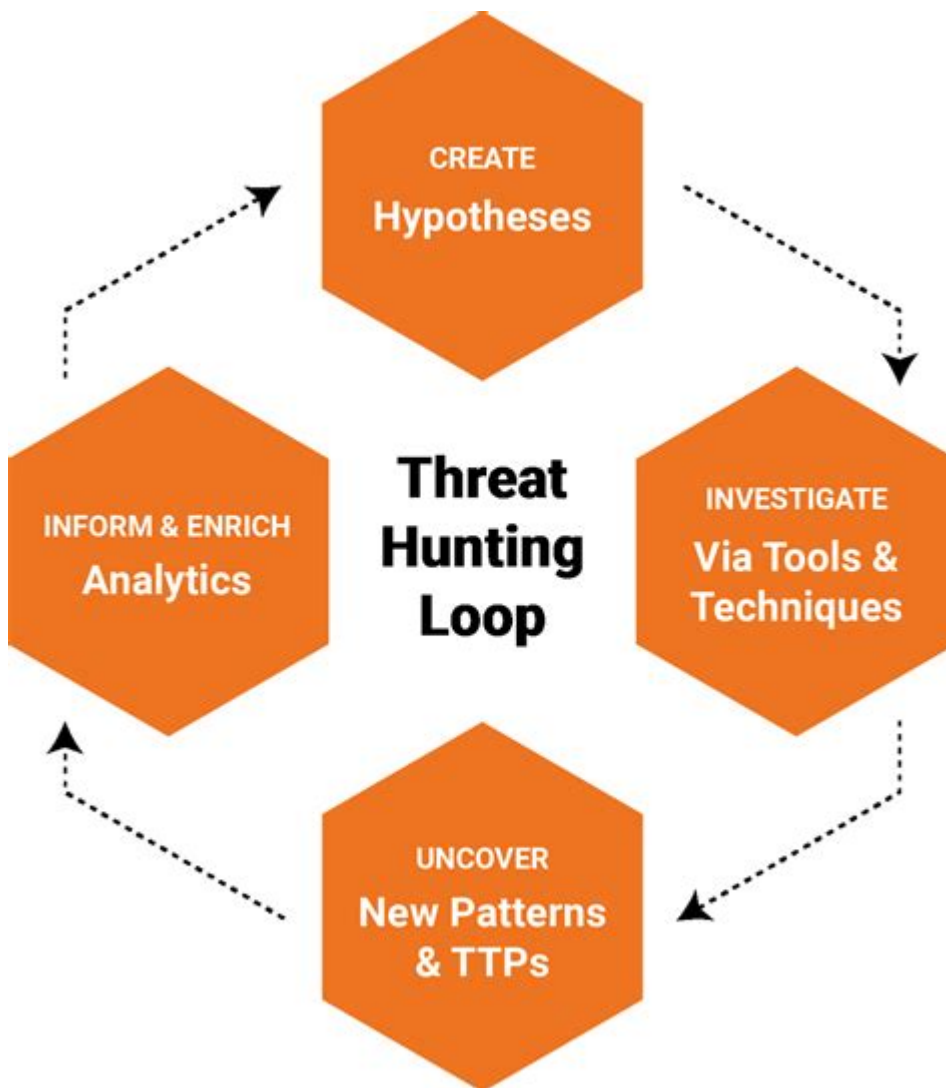 CREATE
Hypotheses
INFORM & ENRICH
Analytics
Threat
Hunting
Loop
INVESTIGATE
Via Tools &
Techniques
UNCOVER
New Patterns
& TTPs